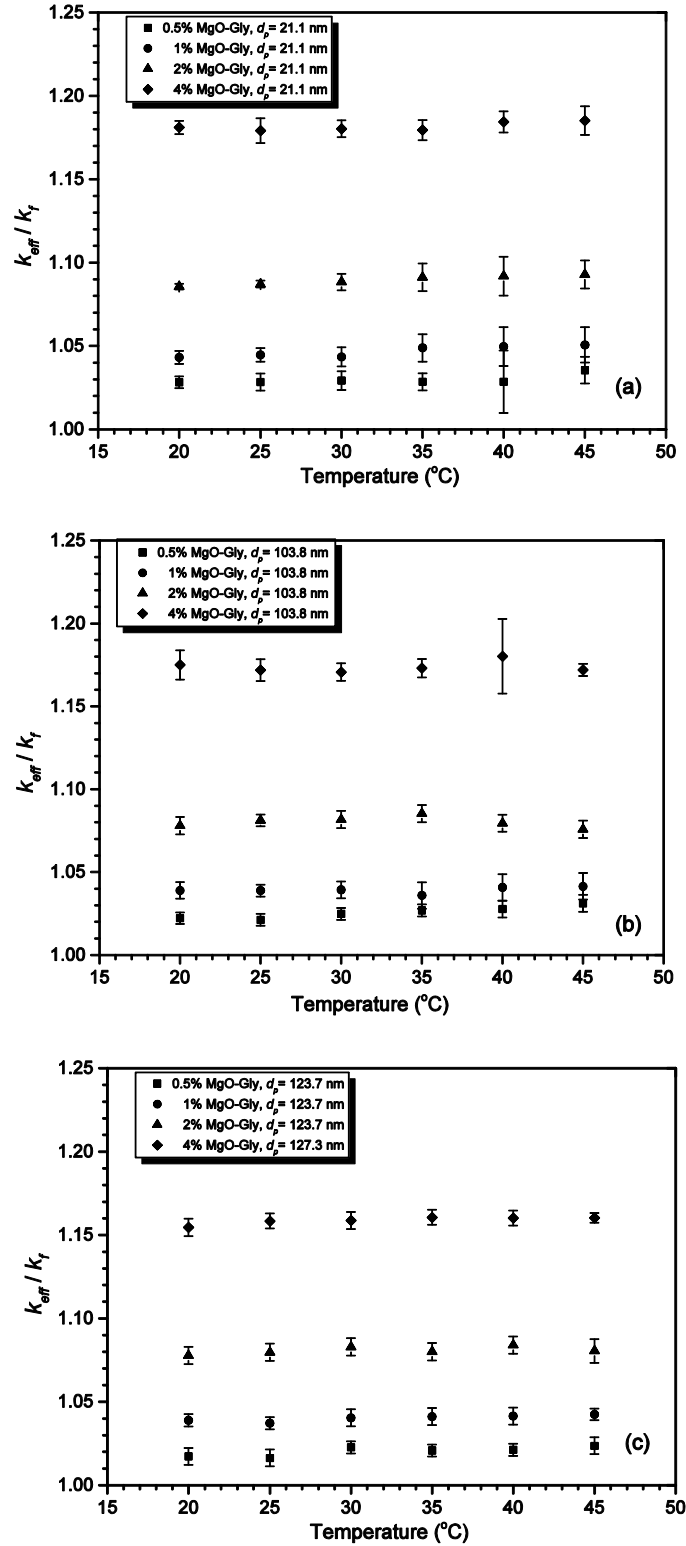 0.5% MgO-Gly, dp= 21.1 nm
1% MgO-Gly, dp= 21.1 nm
2% MgO-Gly, dp= 21.1 nm
4% MgO-Gly, dp= 21.1 nm
1.25
1.20
1.15
1.10
1.05
1.00
keff / kf
(a)
15 20 25 30 35 40 45 50
Temperature (°C)
0.5% MgO-Gly, dp= 103.8 nm
1% MgO-Gly, dp= 103.8 nm
2% MgO-Gly, dp= 103.8 nm
4% MgO-Gly, dp= 103.8 nm
1.25
1.20
1.15
1.10
1.05
1.00
keff / kf
(b)
15 20 25 30 35 40 45 50
Temperature (°C)
0.5% MgO-Gly, dp= 123.7 nm
1% MgO-Gly, dp= 123.7 nm
2% MgO-Gly, dp= 123.7 nm
4% MgO-Gly, dp= 127.3 nm
1.25
1.20
1.15
1.10
1.05
1.00
keff / kf
(c)
15 20 25 30 35 40 45 50
Temperature (°C)